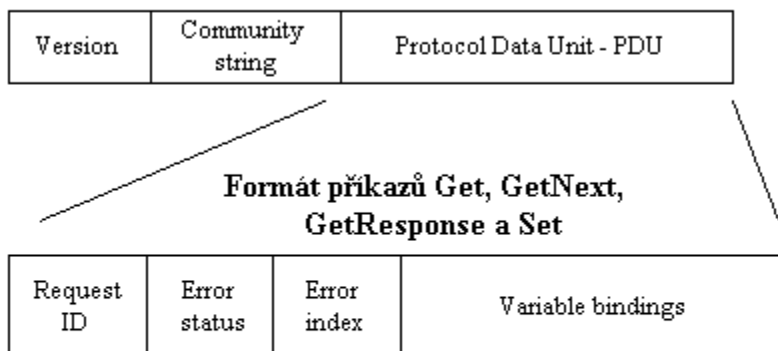 Version
Community
string
Protocol Data Unit - PDU
Formát příkazů Get, GetNext,
GetResponse a Set
Request
ID
Error
status
Error
index
Variable bindings